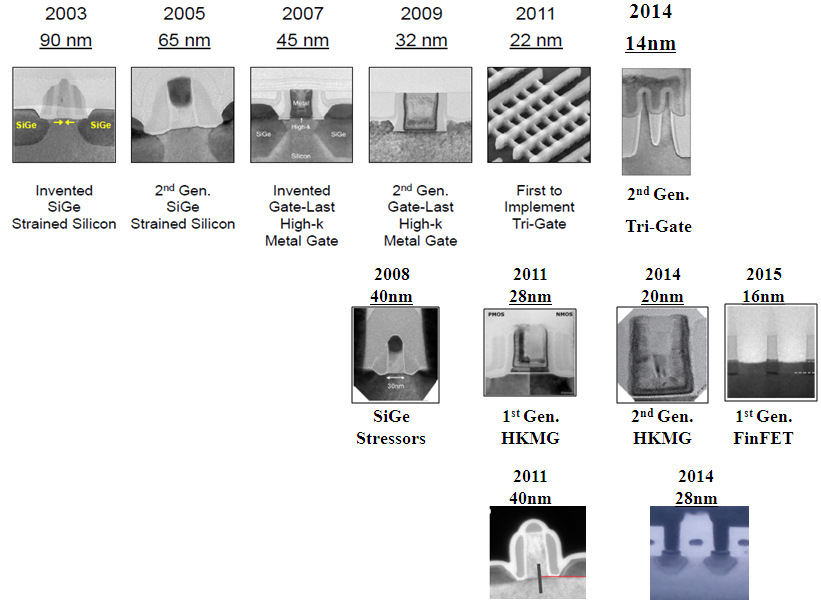 2003 2005 2007 2009 2011 2014
90 nm 65 nm 45 nm 32 nm 22 nm 14nm
SiGe SiGe
Metal
High-k
SiGe SiGe
Silicon
Invented
SiGe
Strained Silicon
2nd Gen.
SiGe
Strained Silicon
Invented
Gate-Last
High-k
Metal Gate
2nd Gen.
Gate-Last
High-k
Metal Gate
First to
Implement
Tri-Gate
2nd Gen.
Tri-Gate
2008 2011 2014 2015
40nm 28nm 20nm 16nm
30nm
PMOS NMOS
SiGe
Stressors
1st Gen.
HKMG
2nd Gen.
HKMG
1st Gen.
FinFET
2011 2014
40nm 28nm